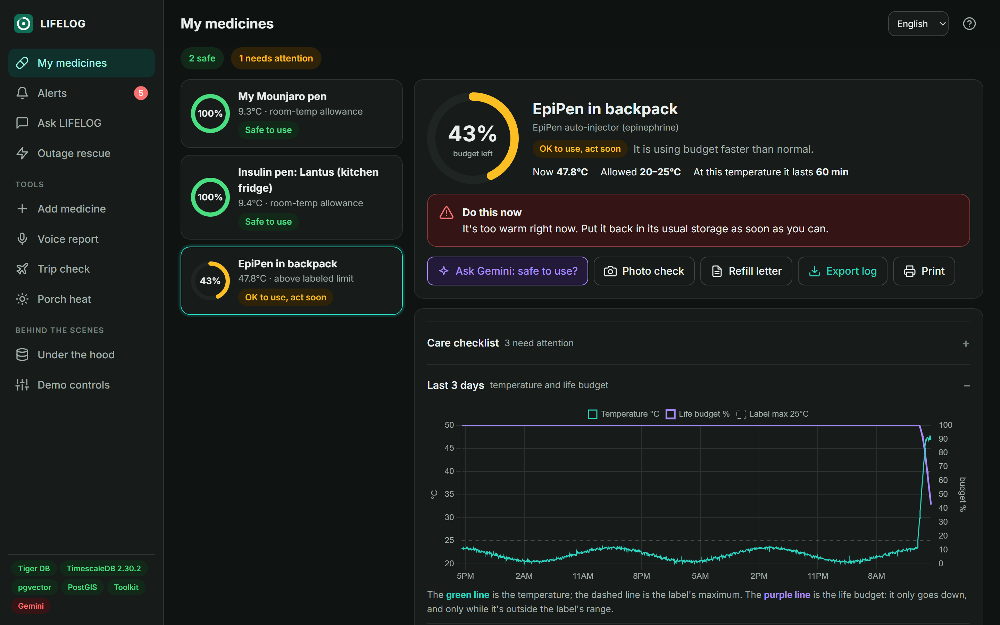 LIFELOG
My medicines
Alerts
5
Ask LIFELOG
Outage rescue
TOOLS
Add medicine
Voice report
Trip check
Porch heat
BEHIND THE SCENES
Under the hood
Demo controls
Tiger DB
TimescaleDB 2.30.2
pgvector
PostGIS
Toolkit
Gemini
My medicines
English
?
2 safe
1 needs attention
100%
My Mounjaro pen
9.3°C · room-temp allowance
Safe to use
100%
Insulin pen: Lantus (kitchen
fridge)
9.4°C · room-temp allowance
Safe to use
43%
EpiPen in backpack
47.8°C · above labeled limit
OK to use, act soon
43%
budget left
EpiPen in backpack
EpiPen auto-injector (epinephrine)
OK to use, act soon It is using budget faster than normal.
Now 47.8°C Allowed 20–25°C At this temperature it lasts 60 min
Do this now
It's too warm right now. Put it back in its usual storage as soon as you can.
Ask Gemini: safe to use?
Photo check
Refill letter
Export log
Print
Care checklist 3 need attention
Last 3 days temperature and life budget
Temperature °C Life budget % Label max 25°C
50
45
40
35
30
25
20
°C
100
90
80
70
60
50
40
30
20
10
0
budget %
5PM 2AM 11AM 8PM 5AM 2PM 11PM 8AM
The green line is the temperature; the dashed line is the label's maximum. The purple line is the life budget: it only goes down,
and only while it's outside the label's range.